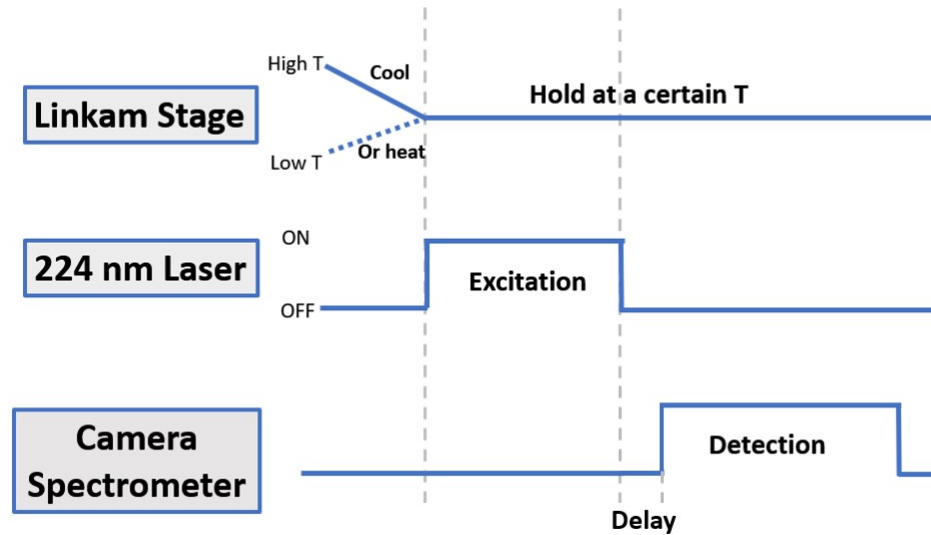 High T
Cool
Linkam Stage
Hold at a certain T
Low T
Or heat
ON
224 nm Laser
Excitation
OFF
Camera
Spectrometer
Detection
Delay